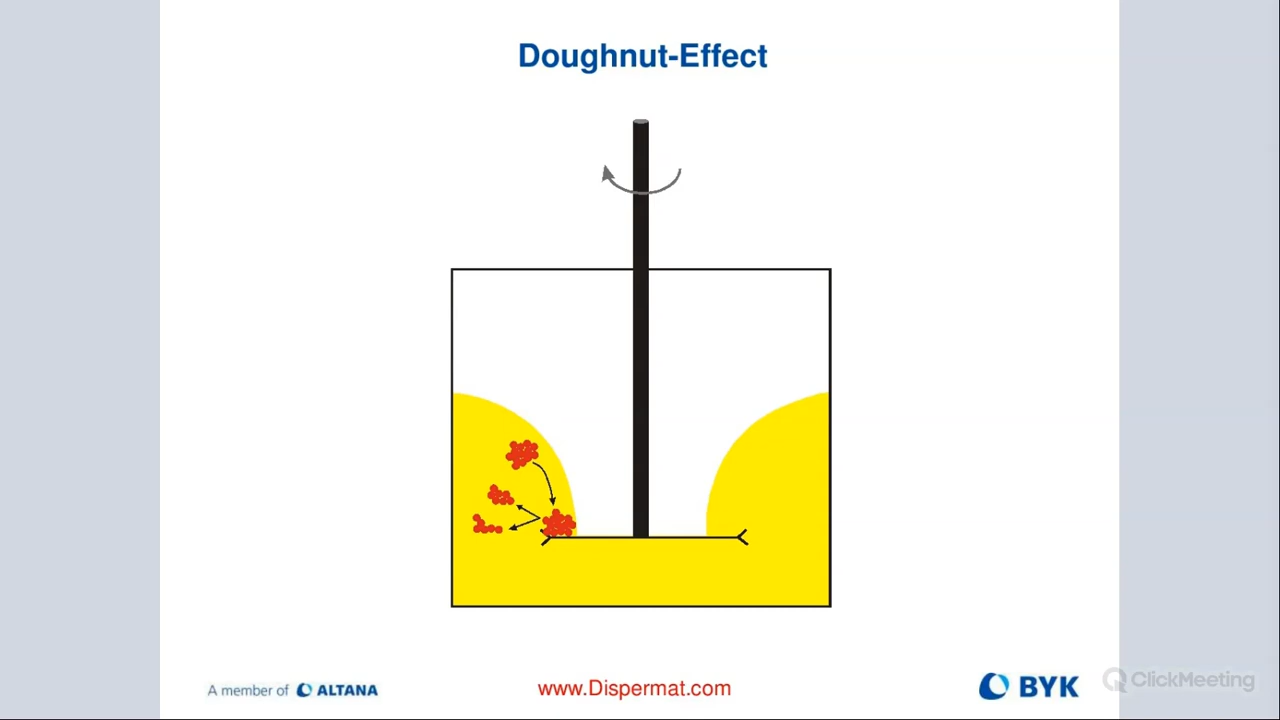 Doughnut-Effect
A member of ALTANA
www.Dispermat.com
BYK
ClickMeeting